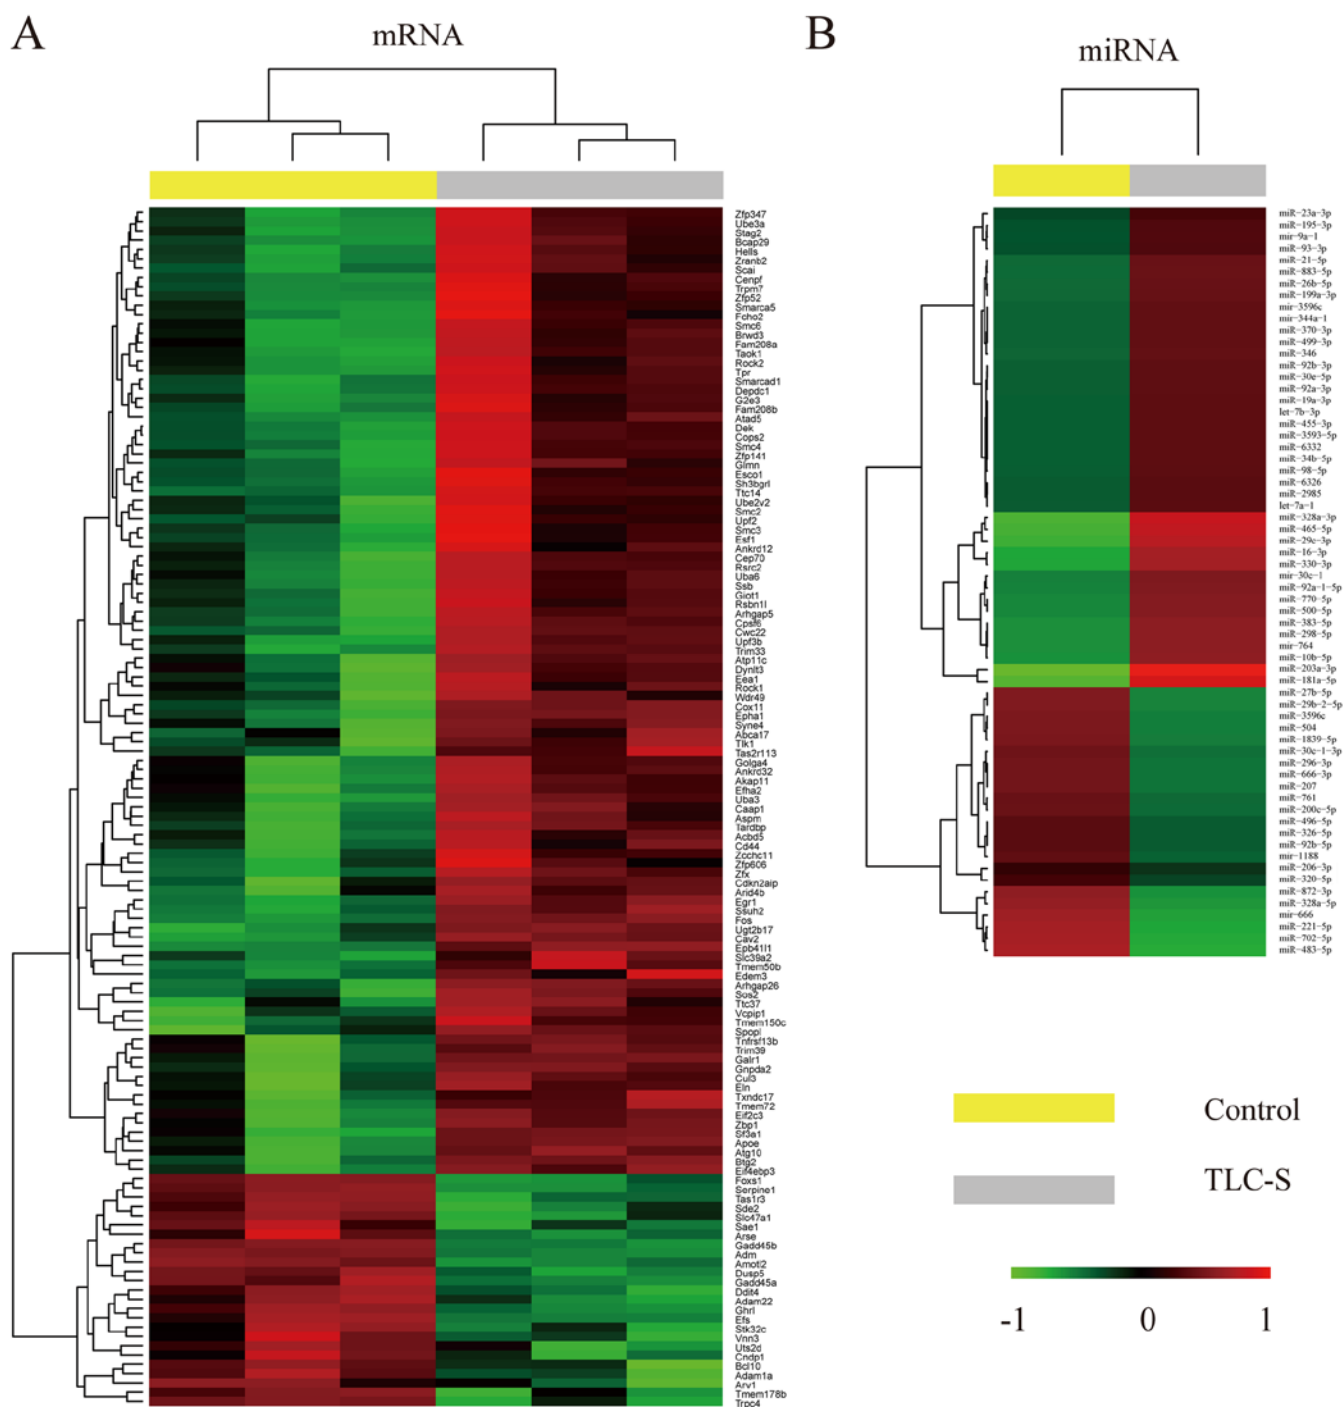 A
mRNA
Zfp347
Ube3a
Stag2
Bcap29
Hells
Zranb2
Scai
Cenpf
Trpm7
Zfp52
Smarca5
Fcho2
Smc6
Brwd3
Fam208a
Taok1
Rock2
Tpr
Smarcad1
Depdc1
G2e3
Fam208b
Atad5
Dek
Cops2
Smc4
Zfp141
Glmn
Esco1
Sh3bgrl
Ttc14
Ube2v2
Smc2
Upf2
Smc3
Esf1
Ankrd12
Cep70
Rsrc2
Uba6
Ssb
Giot1
Rsbn1l
Arhgap5
Cpsf6
Cwc22
Upf3b
Trim33
Atp11c
Dynlt3
Eea1
Rock1
Wdr49
Cox11
Epha1
Syne4
Abca17
Tlk1
Tas2r113
Golga4
Ankrd32
Akap11
Efha2
Uba3
Caap1
Aspm
Tardbp
Acbd5
Cd44
Zcchc11
Zfp606
Zfx
Cdkn2aip
Arid4b
Egr1
Ssuh2
Fos
Ugt2b17
Cav2
Epb41l1
Slc39a2
Tmem50b
Edem3
Arhgap26
Sos2
Ttc37
Vcpip1
Tmem150c
Spopl
Tnfrsf13b
Trim39
Galr1
Gnpda2
Cul3
Eln
Txndc17
Tmem72
Eif2c3
Zbp1
Sf3a1
Apoe
Atg10
Btg2
Eif4ebp3
Foxs1
Serpine1
Tas1r3
Sde2
Slc47a1
Sae1
Arse
Gadd45b
Adm
Amotl2
Dusp5
Gadd45a
Ddit4
Adam22
Ghrl
Efs
Stk32c
Vnn3
Uts2d
Cndp1
Bcl10
Adam1a
Arv1
Tmem178b
Trpc4
B
miRNA
miR-23a-3p
miR-195-3p
mir-9a-1
miR-93-3p
miR-21-5p
miR-883-5p
miR-26b-5p
miR-199a-3p
mir-3596c
mir-344a-1
miR-370-3p
miR-499-3p
miR-346
miR-92b-3p
miR-30e-5p
miR-92a-3p
miR-19a-3p
let-7b-3p
miR-455-3p
miR-3593-5p
miR-6332
miR-34b-5p
miR-98-5p
miR-6326
miR-2985
let-7a-1
miR-328a-3p
miR-465-5p
miR-29c-3p
miR-16-3p
miR-330-3p
mir-30c-1
miR-92a-1-5p
miR-770-5p
miR-500-5p
miR-383-5p
miR-298-5p
mir-764
miR-10b-5p
miR-203a-3p
miR-181a-5p
miR-27b-5p
miR-29b-2-5p
miR-3596c
miR-504
miR-1839-5p
miR-30c-1-3p
miR-296-3p
miR-666-3p
miR-207
miR-761
miR-200c-5p
miR-496-5p
miR-326-5p
miR-92b-5p
mir-1188
miR-206-3p
miR-320-5p
miR-872-3p
miR-328a-5p
mir-666
miR-221-5p
miR-702-5p
miR-483-5p
Control
TLC-S
-1 0 1